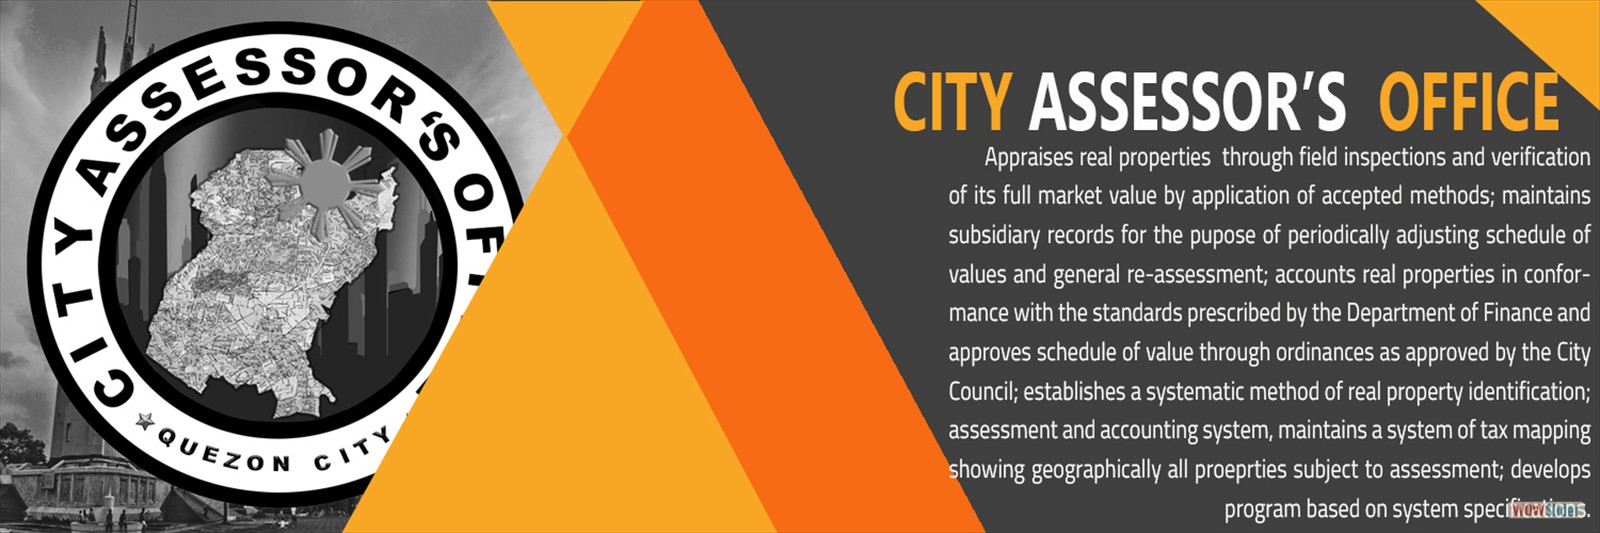 CITY ASSESSOR'S OF
QUEZON CITY
CITY ASSESSOR'S OFFICE
Appraises real properties through field inspections and verification
of its full market value by application of accepted methods; maintains
subsidiary records for the pupose of periodically adjusting schedule of
values and general re-assessment; accounts real properties in confor-
mance with the standards prescribed by the Department of Finance and
approves schedule of value through ordinances as approved by the City
Council; establishes a systematic method of real property identification;
assessment and accounting system, maintains a system of tax mapping
showing geographically all proeprties subject to assessment; develops
program based on system specifications.
WOWSlider